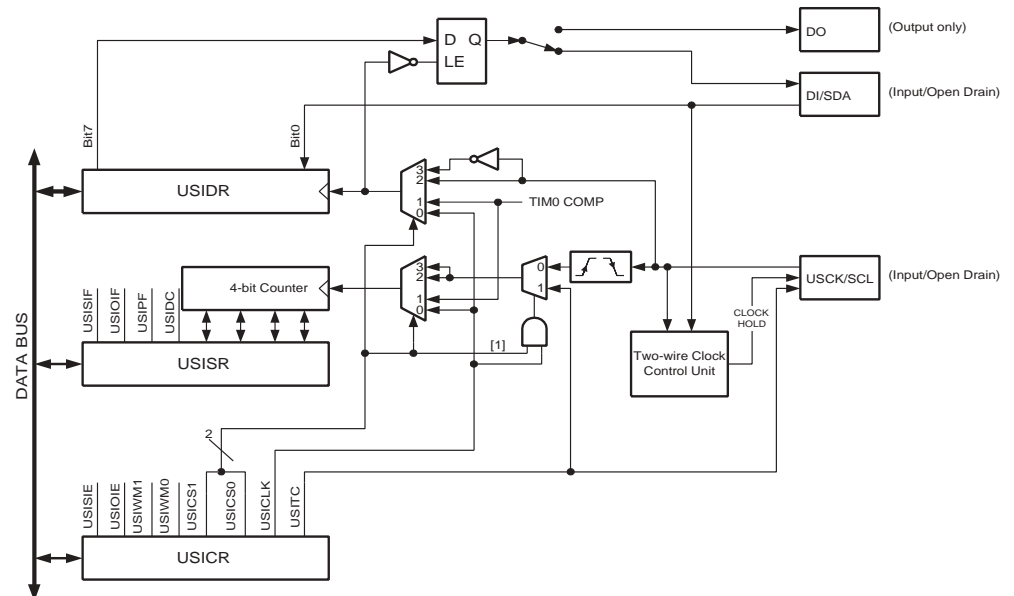 DO
(Output only)
D Q
LE
DI/SDA
(Input/Open Drain)
Bit7
Bit0
USIDR
3
2
1
0
TIM0 COMP
4-bit Counter
3
2
1
0
0
1
USCK/SCL
(Input/Open Drain)
CLOCK
HOLD
USISIF
USIOIF
USIPF
USIDC
USISR
[1]
Two-wire Clock
Control Unit
DATA BUS
2
USISIE
USIOIE
USIWM1
USIWM0
USICS1
USICS0
USICLK
USITC
USICR